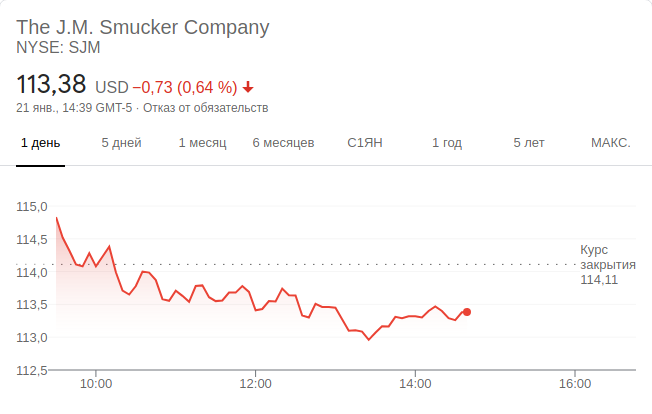 The J.M. Smucker Company
NYSE: SJM
113,38 USD −0,73 (0,64 %)
21 янв., 14:39 GMT-5 · Отказ от обязательств
1 день 5 дней 1 месяц 6 месяцев С1ЯН 1 год 5 лет МАКС.
115,0
114,5
Курс
114,0 закрытия
114,11
113,5
113,0
112,5
10:00 12:00 14:00 16:00